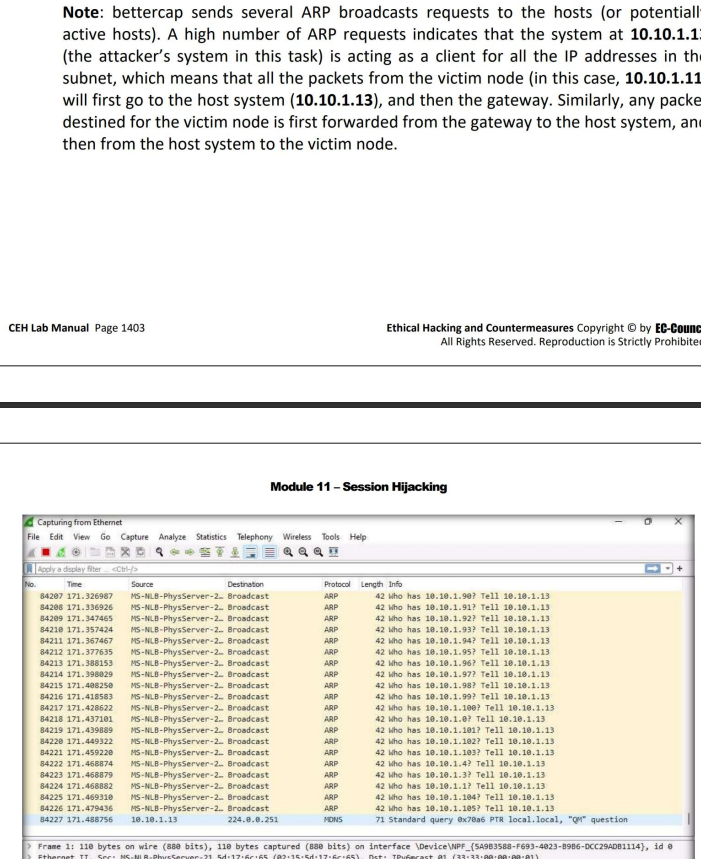 Note: bettercap sends several ARP broadcasts requests to the hosts (or potentially
active hosts). A high number of ARP requests indicates that the system at 10.10.1.13
(the attacker's system in this task) is acting as a client for all the IP addresses in the
subnet, which means that all the packets from the victim node (in this case, 10.10.1.11
will first go to the host system (10.10.1.13), and then the gateway. Similarly, any packe
destined for the victim node is first forwarded from the gateway to the host system, and
then from the host system to the victim node.
CEH Lab Manual Page 1403
Ethical Hacking and Countermeasures Copyright © by EC-Counc
All Rights Reserved. Reproduction is Strictly Prohibited
Module 11 – Session Hijacking
Capturing from Ethernet
File Edit View Go Capture Analyze Statistics Telephony Wireless Tools Help
Apply a display filter ... <Ctrl-/>
No. Time Source Destination Protocol Length Info
84207 171.326987 MS-NLB-PhysServer-2… Broadcast ARP 42 Who has 10.10.1.90? Tell 10.10.1.13
84208 171.336926 MS-NLB-PhysServer-2… Broadcast ARP 42 Who has 10.10.1.91? Tell 10.10.1.13
84209 171.347465 MS-NLB-PhysServer-2… Broadcast ARP 42 Who has 10.10.1.92? Tell 10.10.1.13
84210 171.357424 MS-NLB-PhysServer-2… Broadcast ARP 42 Who has 10.10.1.93? Tell 10.10.1.13
84211 171.367467 MS-NLB-PhysServer-2… Broadcast ARP 42 Who has 10.10.1.94? Tell 10.10.1.13
84212 171.377635 MS-NLB-PhysServer-2… Broadcast ARP 42 Who has 10.10.1.95? Tell 10.10.1.13
84213 171.388153 MS-NLB-PhysServer-2… Broadcast ARP 42 Who has 10.10.1.96? Tell 10.10.1.13
84214 171.398029 MS-NLB-PhysServer-2… Broadcast ARP 42 Who has 10.10.1.97? Tell 10.10.1.13
84215 171.408250 MS-NLB-PhysServer-2… Broadcast ARP 42 Who has 10.10.1.98? Tell 10.10.1.13
84216 171.418583 MS-NLB-PhysServer-2… Broadcast ARP 42 Who has 10.10.1.99? Tell 10.10.1.13
84217 171.428622 MS-NLB-PhysServer-2… Broadcast ARP 42 Who has 10.10.1.100? Tell 10.10.1.13
84218 171.437101 MS-NLB-PhysServer-2… Broadcast ARP 42 Who has 10.10.1.0? Tell 10.10.1.13
84219 171.439889 MS-NLB-PhysServer-2… Broadcast ARP 42 Who has 10.10.1.101? Tell 10.10.1.13
84220 171.449322 MS-NLB-PhysServer-2… Broadcast ARP 42 Who has 10.10.1.102? Tell 10.10.1.13
84221 171.459220 MS-NLB-PhysServer-2… Broadcast ARP 42 Who has 10.10.1.103? Tell 10.10.1.13
84222 171.468874 MS-NLB-PhysServer-2… Broadcast ARP 42 Who has 10.10.1.4? Tell 10.10.1.13
84223 171.468879 MS-NLB-PhysServer-2… Broadcast ARP 42 Who has 10.10.1.3? Tell 10.10.1.13
84224 171.468882 MS-NLB-PhysServer-2… Broadcast ARP 42 Who has 10.10.1.1? Tell 10.10.1.13
84225 171.469310 MS-NLB-PhysServer-2… Broadcast ARP 42 Who has 10.10.1.104? Tell 10.10.1.13
84226 171.479436 MS-NLB-PhysServer-2… Broadcast ARP 42 Who has 10.10.1.105? Tell 10.10.1.13
84227 171.488756 10.10.1.13 224.0.0.251 MDNS 71 Standard query 0x70a6 PTR local.local, "QM" question
Frame 1: 110 bytes on wire (880 bits), 110 bytes captured (880 bits) on interface \Device\NPF_{5A9B3588-F693-4023-B9B6-DCC29ADB1114}, id 0
Ethernet II, Src: MS-NLB-PhysServer-21_5d:17:6c:65 (02:15:5d:17:6c:65), Dst: IPv6mcast_01 (33:33:00:00:00:01)